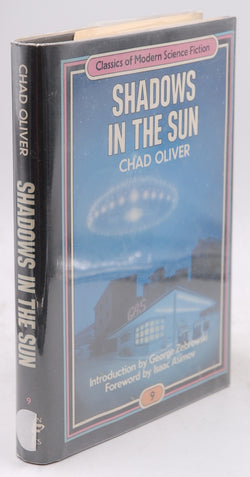 CHAD OLIVER
SHADOWS IN THE SUN
9
Classics of Modern Science Fiction
SHADOWS
IN THE SUN
CHAD OLIVER
GAS
Introduction by George Zebrowski
Foreword by Isaac Asimov
9